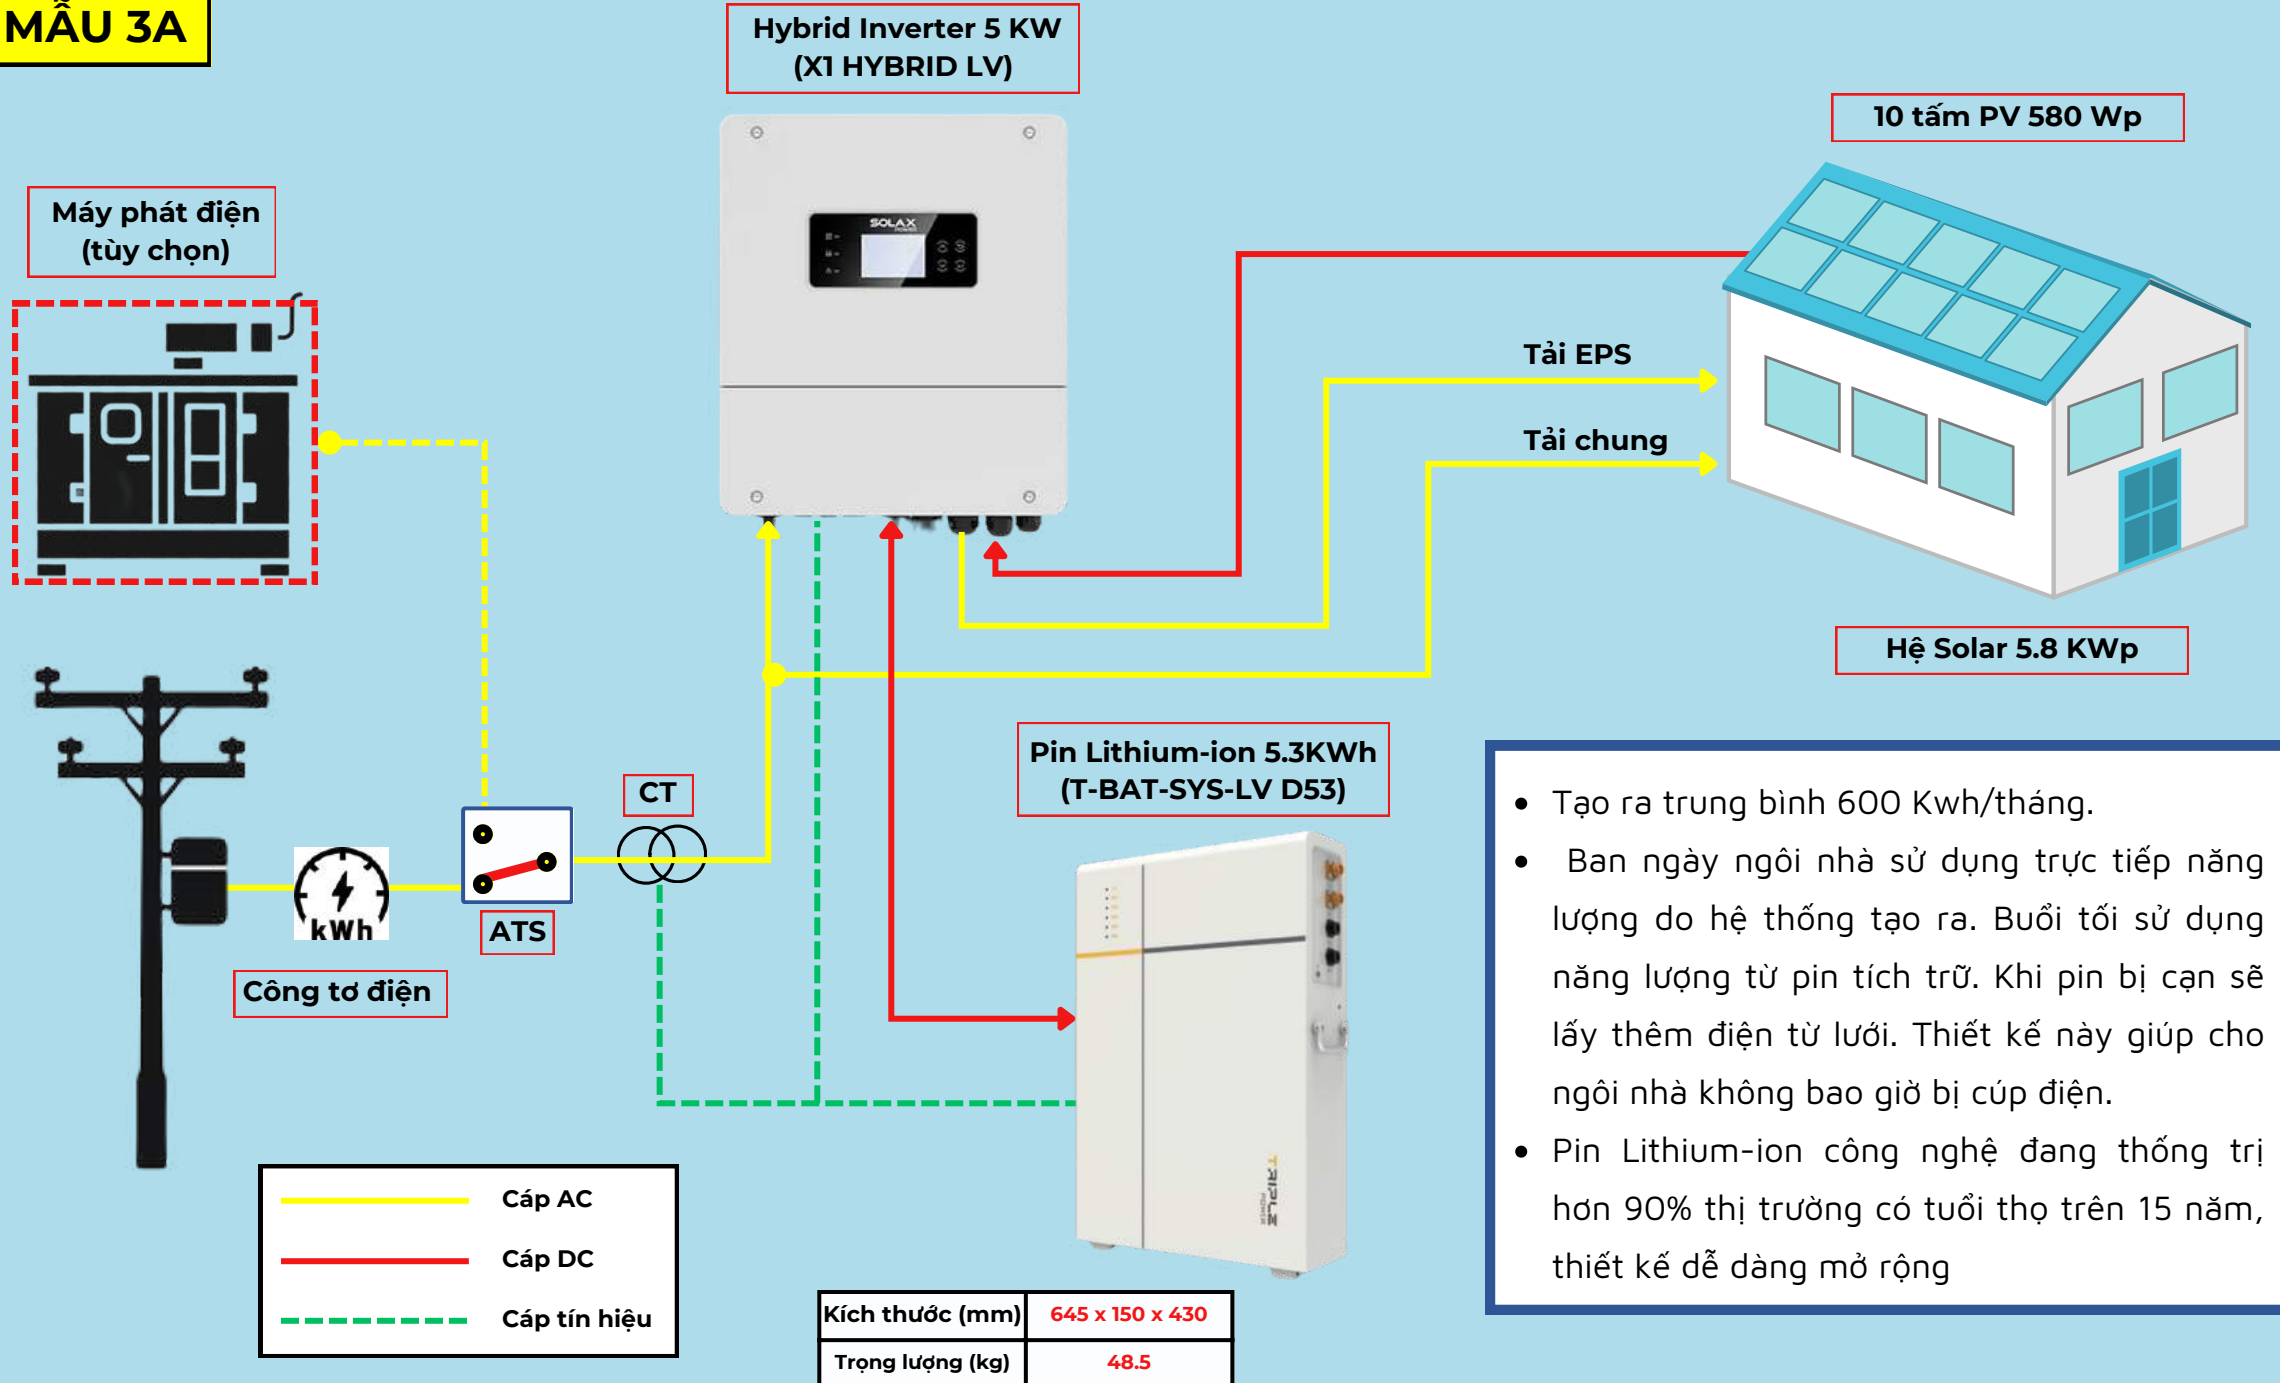 MẪU 3A
Hybrid Inverter 5 KW
(X1 HYBRID LV)
10 tấm PV 580 Wp
Máy phát điện
(tùy chọn)
SOLAX
POWER
Tải EPS
Tải chung
Hệ Solar 5.8 KWp
Pin Lithium-ion 5.3KWh
(T-BAT-SYS-LV D53)
CT
kWh
ATS
Công tơ điện
• Tạo ra trung bình 600 Kwh/tháng.
• Ban ngày ngôi nhà sử dụng trực tiếp năng
lượng do hệ thống tạo ra. Buổi tối sử dụng
năng lượng từ pin tích trữ. Khi pin bị cạn sẽ
lấy thêm điện từ lưới. Thiết kế này giúp cho
ngôi nhà không bao giờ bị cúp điện.
• Pin Lithium-ion công nghệ đang thống trị
hơn 90% thị trường có tuổi thọ trên 15 năm,
thiết kế dễ dàng mở rộng
TRIPLE
POWER
Cáp AC
Cáp DC
Cáp tín hiệu
Kích thước (mm) 645 x 150 x 430
Trọng lượng (kg) 48.5